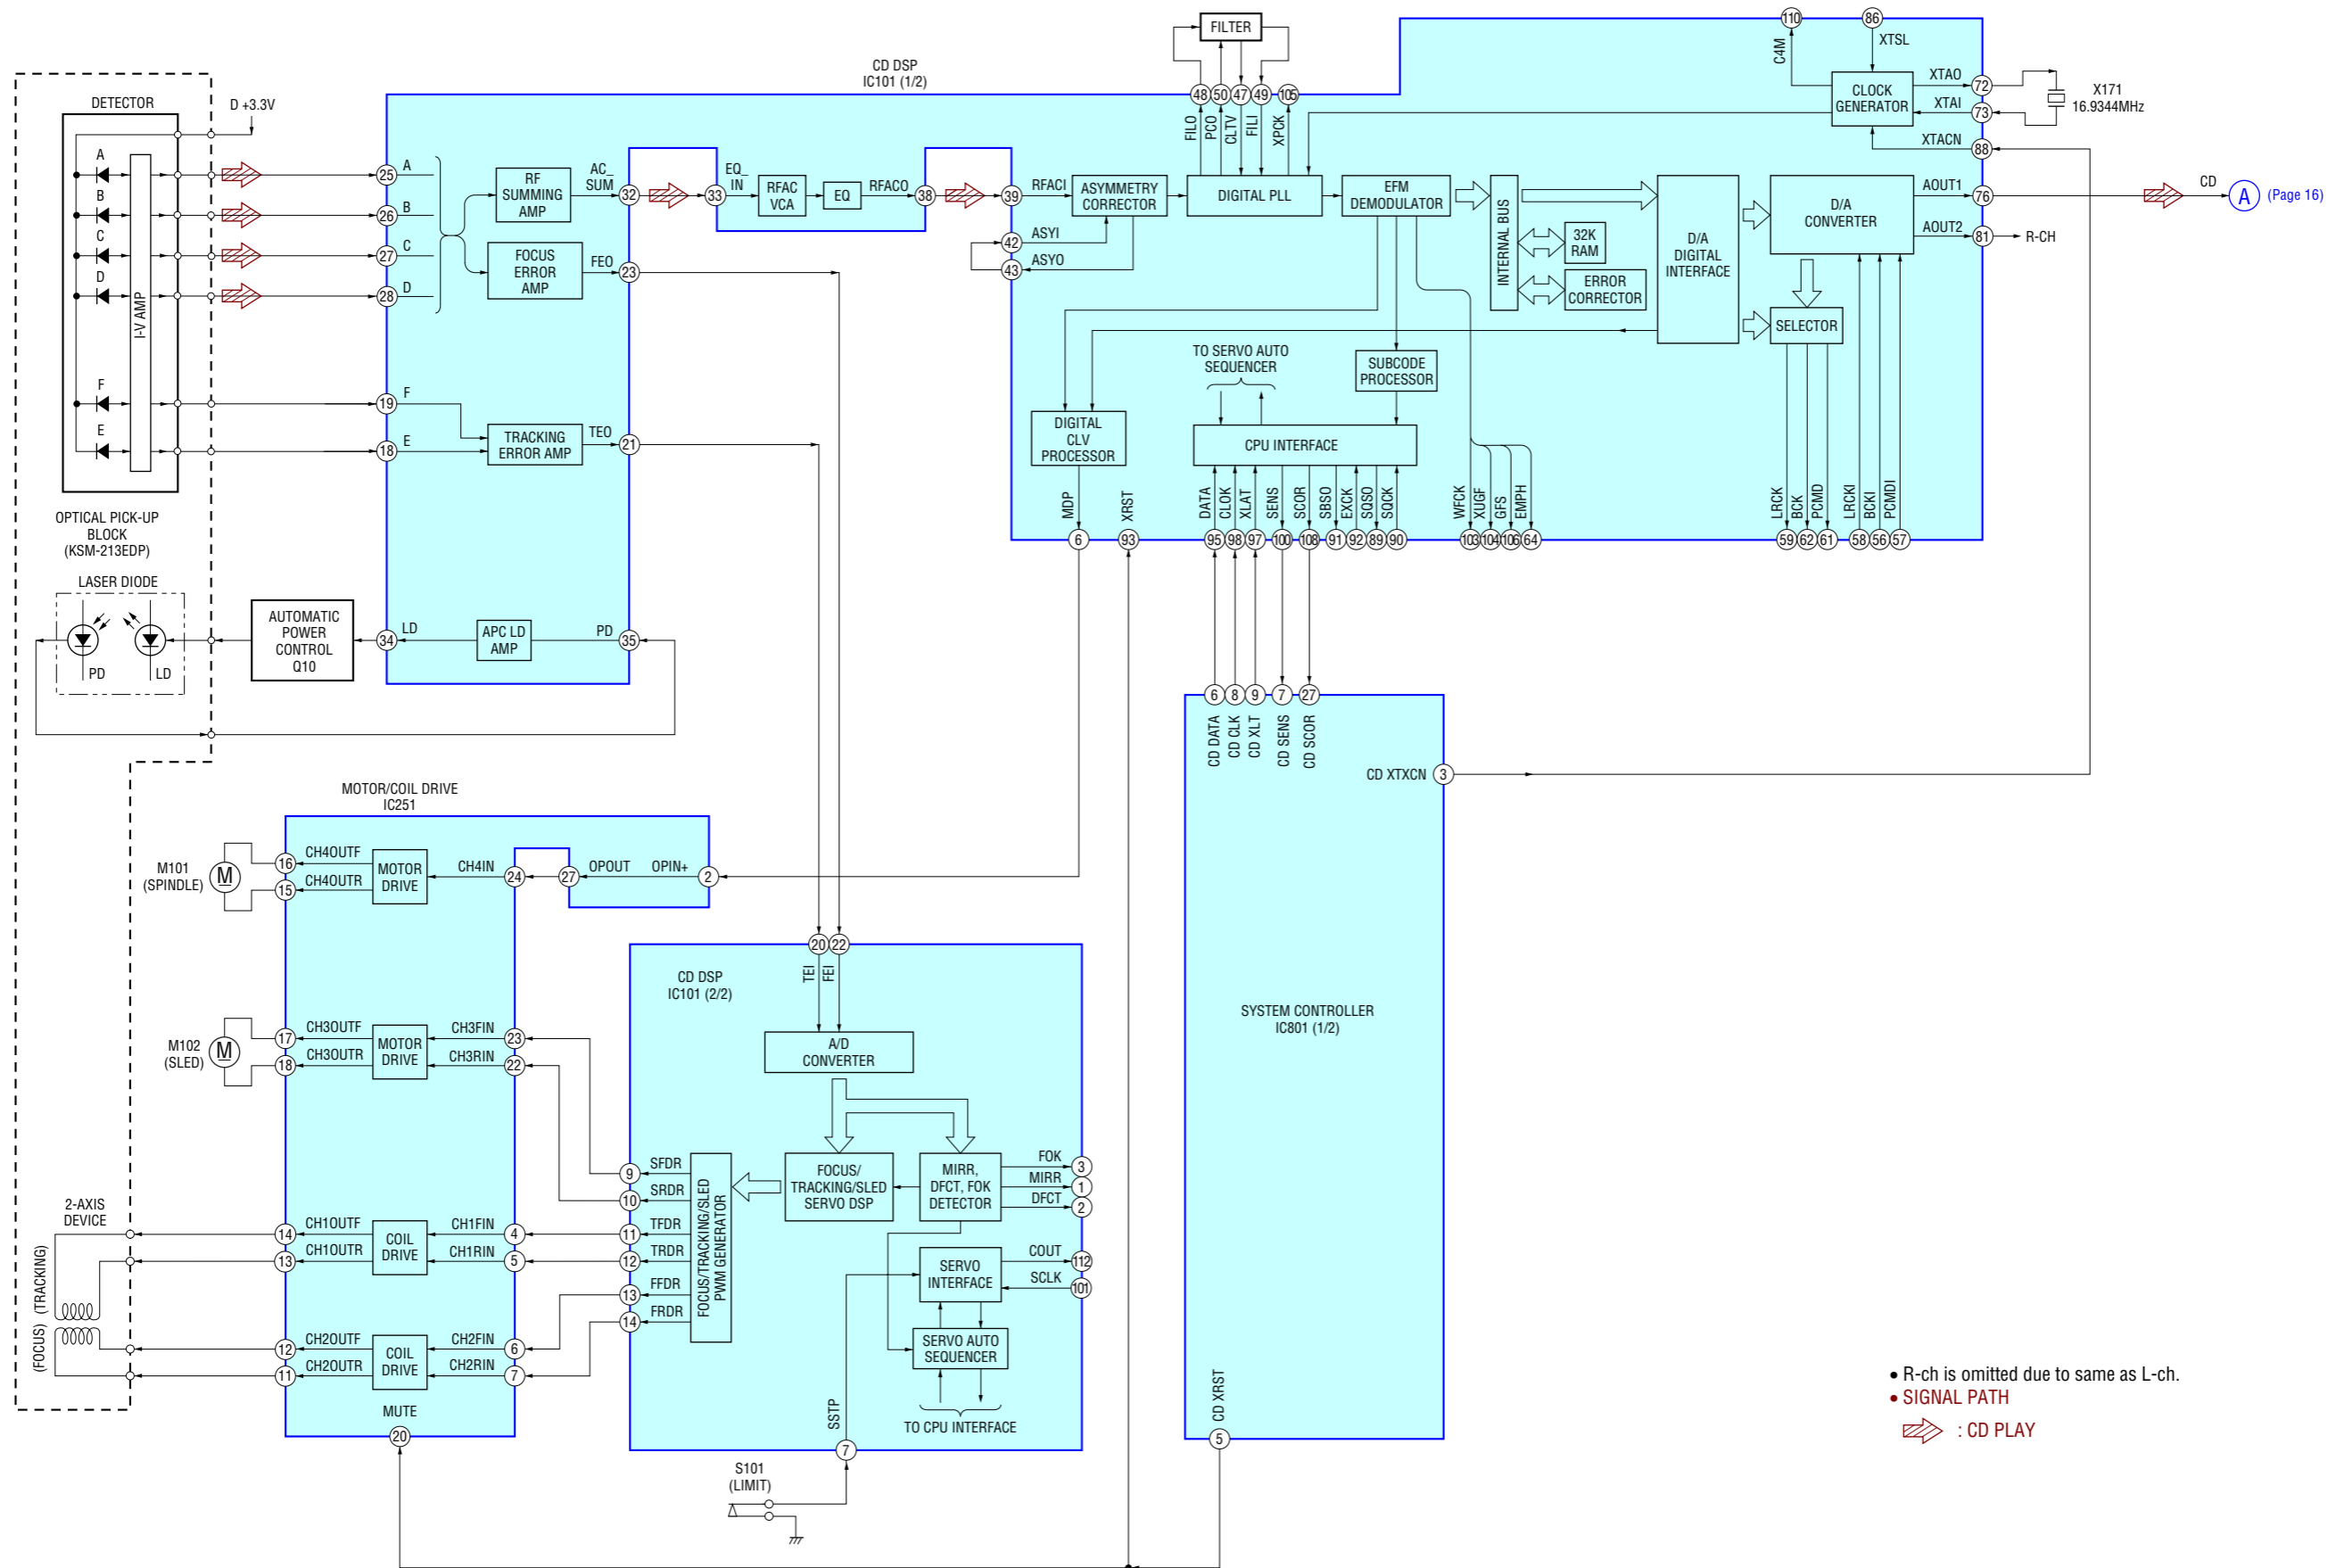 FILTER
CD DSP
IC101 (1/2)
110
86
C4M
XTSL
CLOCK
GENERATOR
XTAO
72
XTAI
73
XTACN
88
X171
16.9344MHz
DETECTOR
D +3.3V
A
B
C
D
F
E
I-V AMP
OPTICAL PICK-UP
BLOCK
(KSM-213EDP)
LASER DIODE
PD
LD
AUTOMATIC
POWER
CONTROL
Q10
25
A
26
B
27
C
28
D
19
F
18
E
34
LD
APC LD
AMP
PD
35
RF
SUMMING
AMP
AC_
SUM
32
FOCUS
ERROR
AMP
FEO
23
TRACKING
ERROR AMP
TEO
21
33
EQ_
IN
RFAC
VCA
EQ
RFACO
38
39
RFACI
ASYMMETRY
CORRECTOR
42
ASYI
43
ASYO
48
50
47
49
105
FILO
PCO
CLTV
FILI
XPCK
DIGITAL PLL
EFM
DEMODULATOR
INTERNAL BUS
32K
RAM
ERROR
CORRECTOR
D/A
DIGITAL
INTERFACE
D/A
CONVERTER
SELECTOR
AOUT1
76
AOUT2
81
R-CH
CD
A
(Page 16)
TO SERVO AUTO
SEQUENCER
SUBCODE
PROCESSOR
DIGITAL
CLV
PROCESSOR
CPU INTERFACE
MDP
XRST
DATA
CLOK
XLAT
SENS
SCOR
SBSO
EXCK
SQSO
SQCK
WFCK
XUGF
GFS
EMPH
LRCK
BCK
PCMD
LRCKI
BCKI
PCMDI
6
93
95
98
97
100
108
91
92
89
90
103
104
106
64
59
62
61
58
56
57
6
8
9
7
27
CD DATA
CD CLK
CD XLT
CD SENS
CD SCOR
CD XTXCN
3
SYSTEM CONTROLLER
IC801 (1/2)
CD XRST
5
MOTOR/COIL DRIVE
IC251
M101
(SPINDLE)
M
16
CH4OUTF
15
CH4OUTR
MOTOR
DRIVE
CH4IN
24
27
OPOUT
OPIN+
2
M102
(SLED)
M
17
CH3OUTF
18
CH3OUTR
MOTOR
DRIVE
CH3FIN
23
CH3RIN
22
2-AXIS
DEVICE
(TRACKING)
(FOCUS)
14
CH1OUTF
13
CH1OUTR
COIL
DRIVE
CH1FIN
4
CH1RIN
5
12
CH2OUTF
11
CH2OUTR
COIL
DRIVE
CH2FIN
6
CH2RIN
7
MUTE
20
20
22
TEI
FEI
CD DSP
IC101 (2/2)
A/D
CONVERTER
9
SFDR
10
SRDR
11
TFDR
12
TRDR
13
FFDR
14
FRDR
FOCUS/TRACKING/SLED
PWM GENERATOR
FOCUS/
TRACKING/SLED
SERVO DSP
MIRR,
DFCT, FOK
DETECTOR
FOK
3
MIRR
1
DFCT
2
SERVO
INTERFACE
COUT
112
SCLK
101
SERVO AUTO
SEQUENCER
TO CPU INTERFACE
SSTP
7
S101
(LIMIT)
• R-ch is omitted due to same as L-ch.
• SIGNAL PATH
: CD PLAY